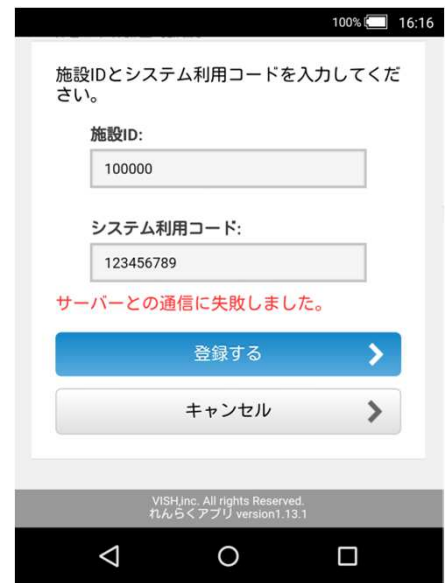 100% 16:16
施設IDとシステム利用コードを入力してくだ
さい。
施設ID:
100000
システム利用コード:
123456789
サーバーとの通信に失敗しました。
登録する
キャンセル
VISH,inc. All rights Reserved.
れんらくアプリ version1.13.1